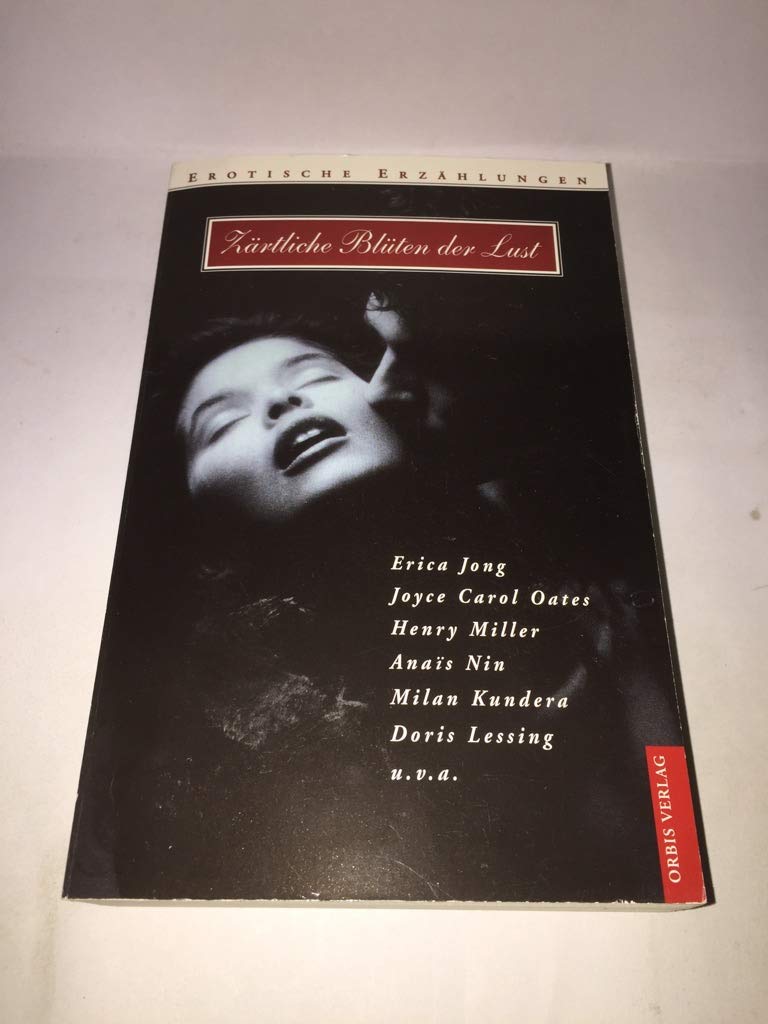 EROTISCHE ERZÄHLUNGEN
Zärtliche Blüten der Lust
Erica Jong
Joyce Carol Oates
Henry Miller
Anaïs Nin
Milan Kundera
Doris Lessing
u.v.a.
ORBIS VERLAG